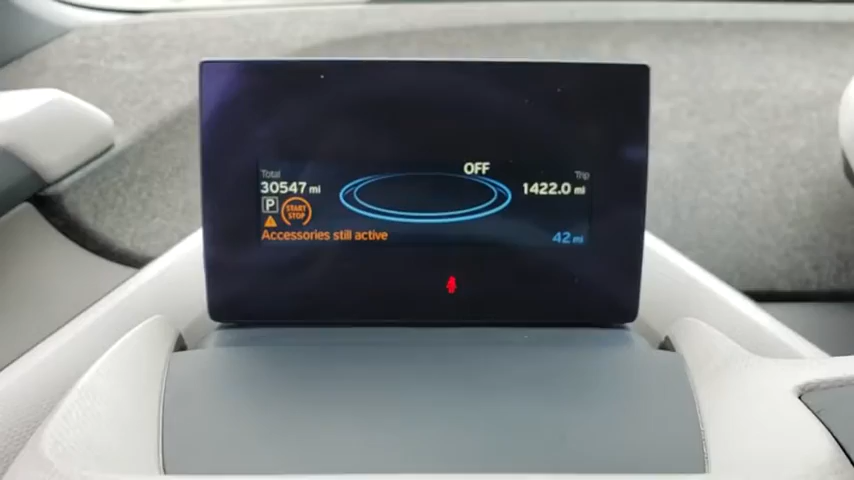 OFF
Total
Trip
30547 mi
1422.0 mi
P
START
STOP
Accessories still active
42 mi